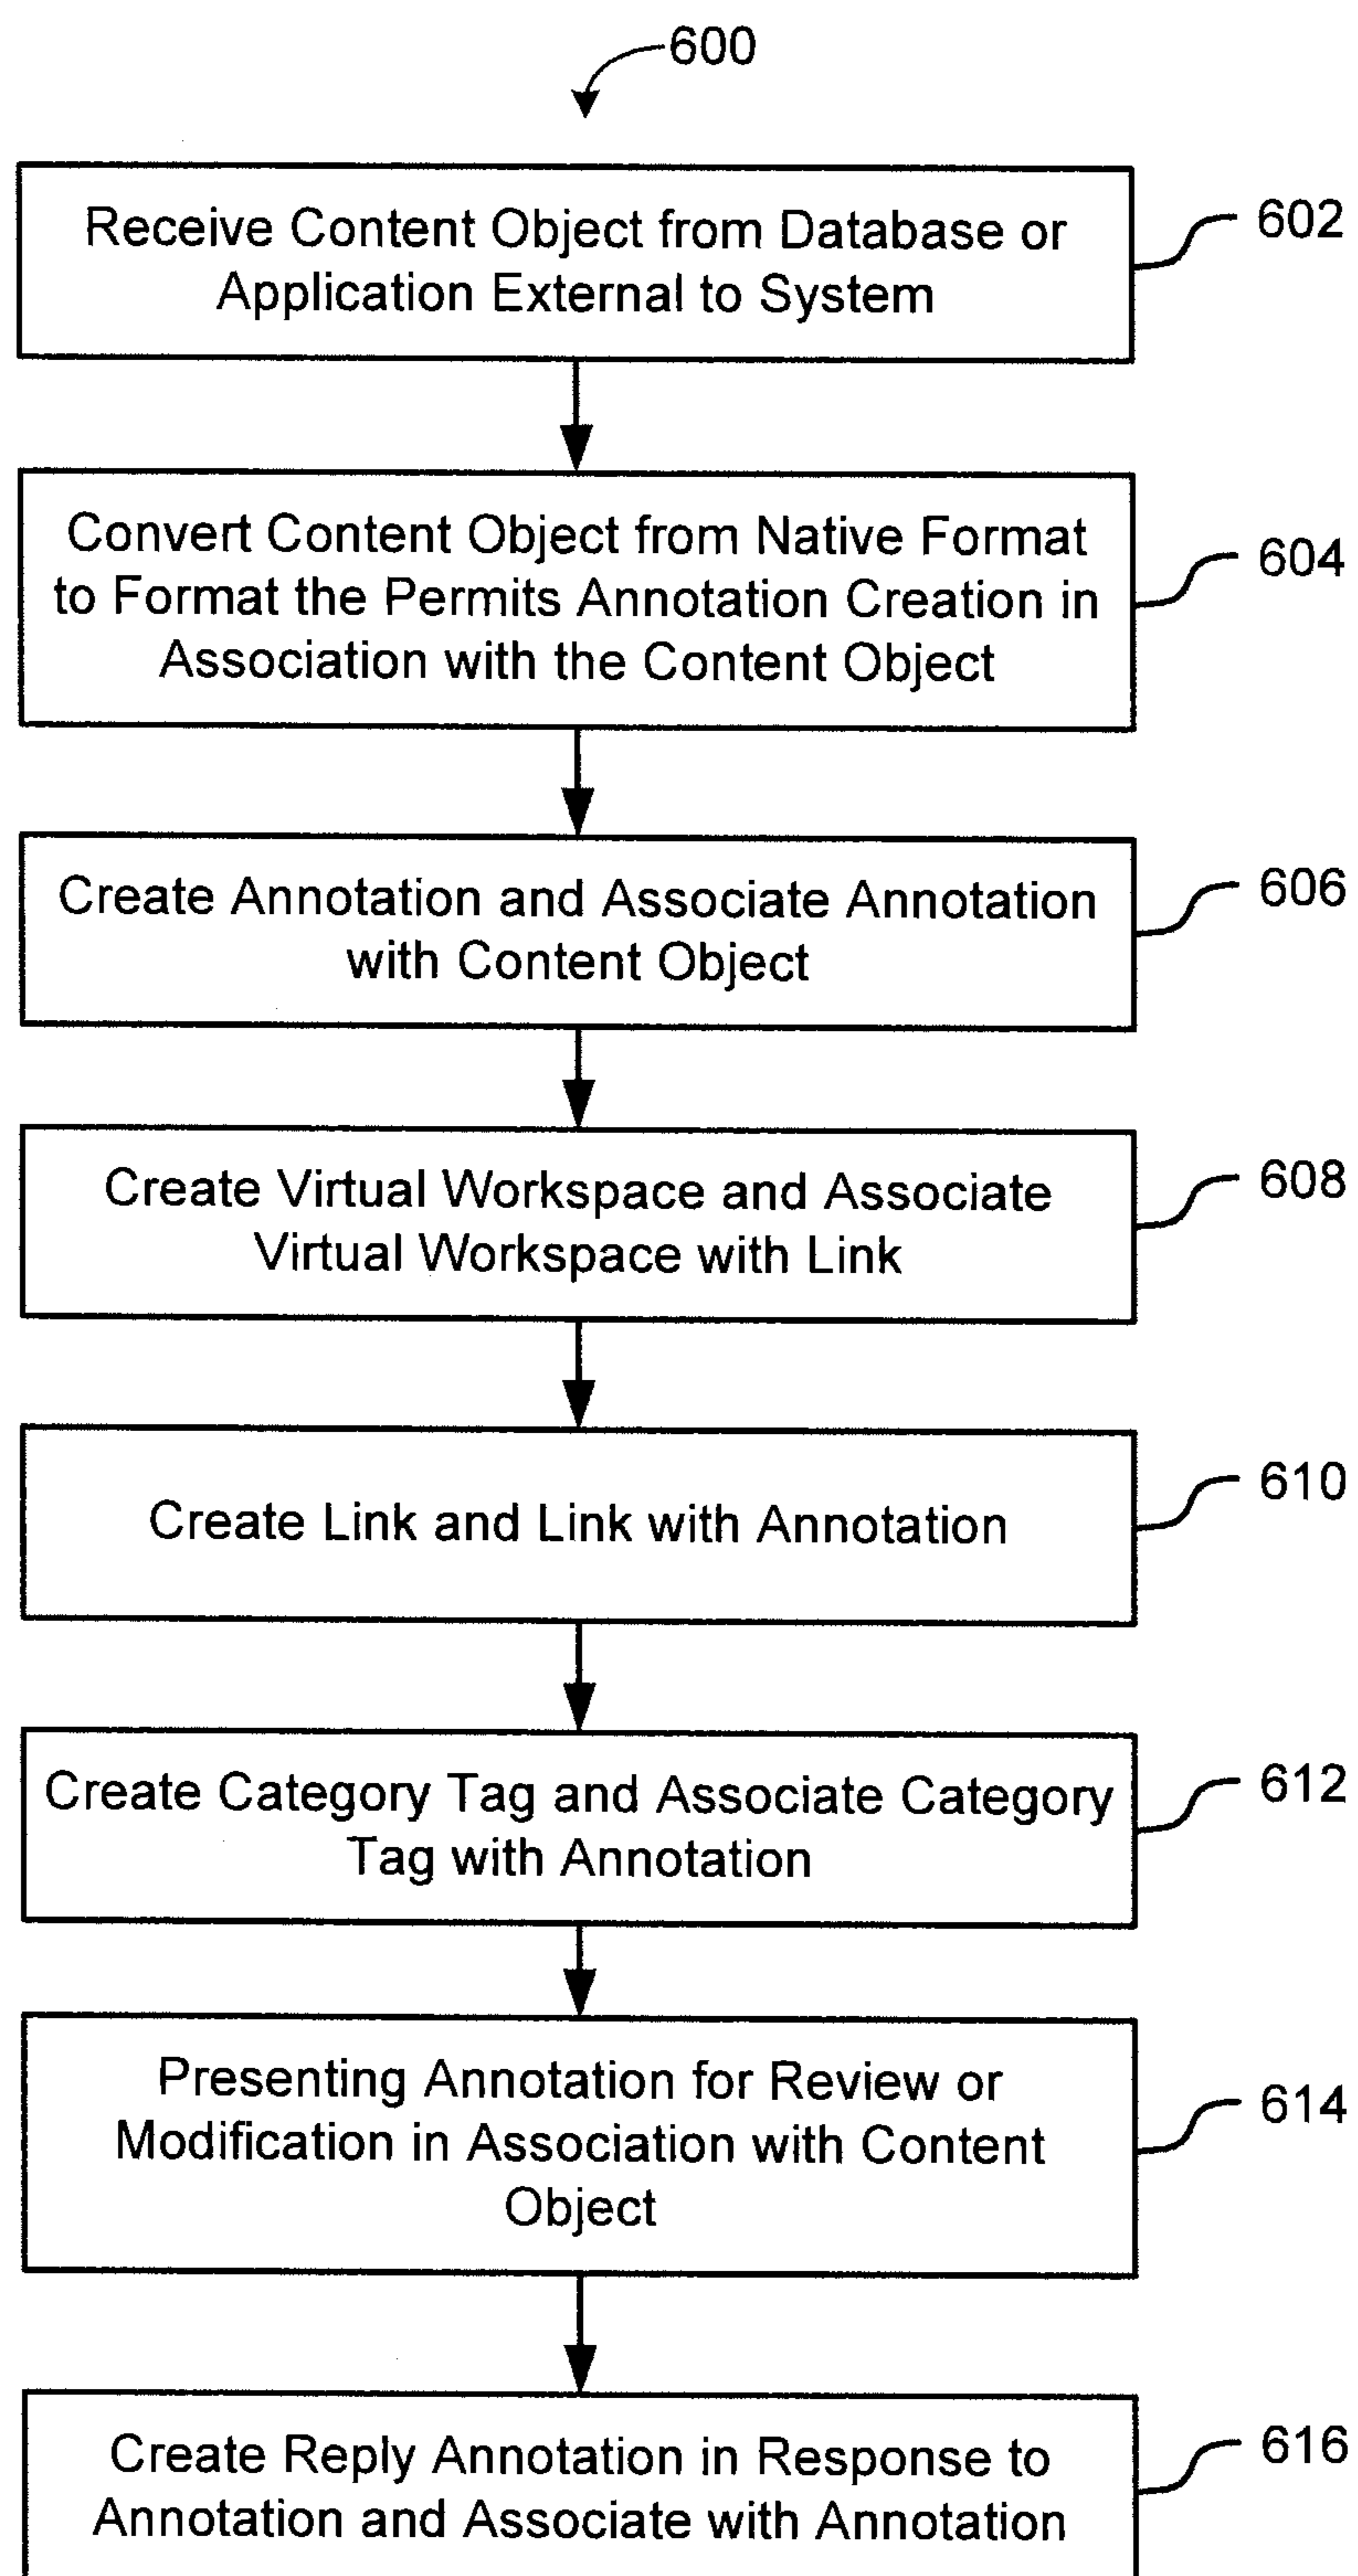 600
Receive Content Object from Database or
Application External to System
602
Convert Content Object from Native Format
to Format the Permits Annotation Creation in
Association with the Content Object
604
Create Annotation and Associate Annotation
with Content Object
606
Create Virtual Workspace and Associate
Virtual Workspace with Link
608
Create Link and Link with Annotation
610
Create Category Tag and Associate Category
Tag with Annotation
612
Presenting Annotation for Review or
Modification in Association with Content
Object
614
Create Reply Annotation in Response to
Annotation and Associate with Annotation
616